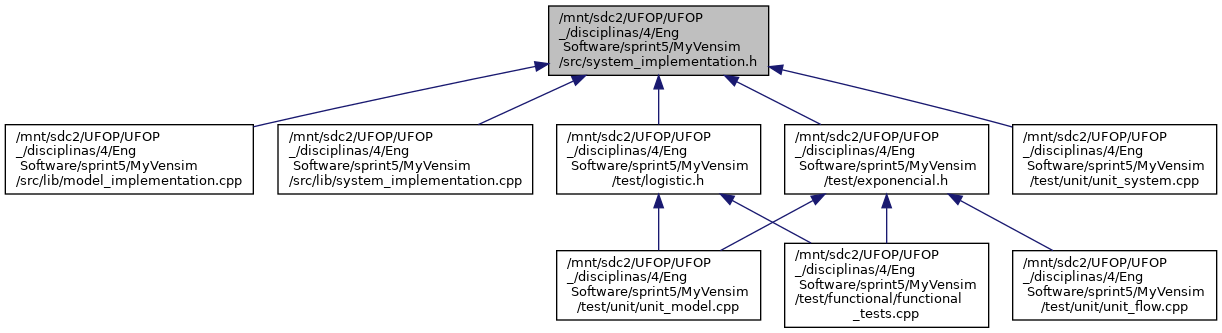 /mnt/sdc2/UFOP/UFOP
_/disciplinas/4/Eng
Software/sprint5/MyVensim
/src/system_implementation.h
/mnt/sdc2/UFOP/UFOP
_/disciplinas/4/Eng
Software/sprint5/MyVensim
/src/lib/model_implementation.cpp
/mnt/sdc2/UFOP/UFOP
_/disciplinas/4/Eng
Software/sprint5/MyVensim
/src/lib/system_implementation.cpp
/mnt/sdc2/UFOP/UFOP
_/disciplinas/4/Eng
Software/sprint5/MyVensim
/test/logistic.h
/mnt/sdc2/UFOP/UFOP
_/disciplinas/4/Eng
Software/sprint5/MyVensim
/test/exponencial.h
/mnt/sdc2/UFOP/UFOP
_/disciplinas/4/Eng
Software/sprint5/MyVensim
/test/unit/unit_system.cpp
/mnt/sdc2/UFOP/UFOP
_/disciplinas/4/Eng
Software/sprint5/MyVensim
/test/unit/unit_model.cpp
/mnt/sdc2/UFOP/UFOP
_/disciplinas/4/Eng
Software/sprint5/MyVensim
/test/functional/functional
_tests.cpp
/mnt/sdc2/UFOP/UFOP
_/disciplinas/4/Eng
Software/sprint5/MyVensim
/test/unit/unit_flow.cpp